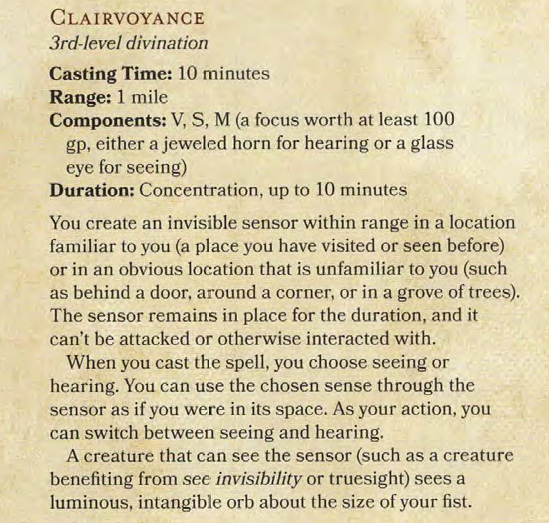 CLAIRVOYANCE
3rd-level divination
Casting Time: 10 minutes
Range: 1 mile
Components: V, S, M (a focus worth at least 100
gp, either a jeweled horn for hearing or a glass
eye for seeing)
Duration: Concentration, up to 10 minutes
You create an invisible sensor within range in a location
familiar to you (a place you have visited or seen before)
or in an obvious location that is unfamiliar to you (such
as behind a door, around a corner, or in a grove of trees).
The sensor remains in place for the duration, and it
can't be attacked or otherwise interacted with.
When you cast the spell, you choose seeing or
hearing. You can use the chosen sense through the
sensor as if you were in its space. As your action, you
can switch between seeing and hearing.
A creature that can see the sensor (such as a creature
benefiting from see invisibility or truesight) sees a
luminous, intangible orb about the size of your fist.